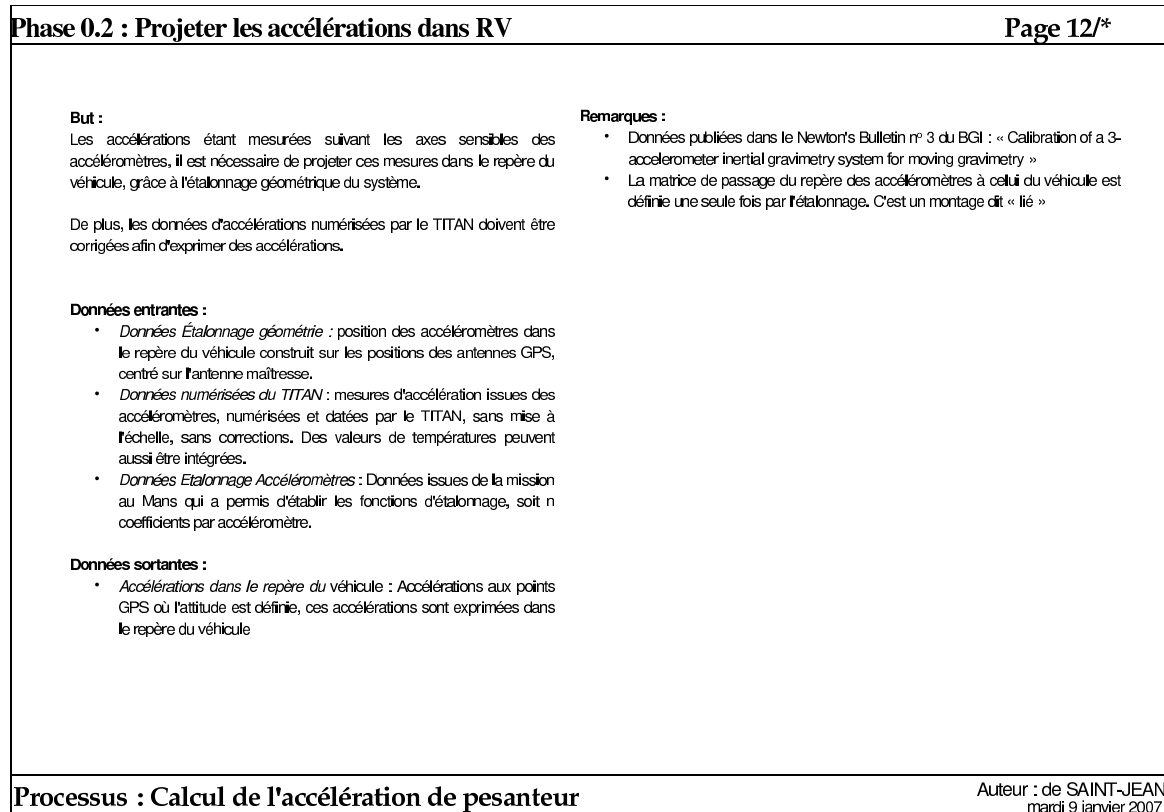 Phase 0.2 : Projeter les accélérations dans RV
Page 12/*
But :
Les accélérations étant mesurées suivant les axes sensibles des
accéléromètres, il est nécessaire de projeter ces mesures dans le repère du
véhicule, grâce à l'étalonnage géométrique du système.
De plus, les données d'accélérations numérisées par le TITAN doivent être
corrigées afin d'exprimer des accélérations.
Données entrantes :
• Données Étalonnage géométrie : position des accéléromètres dans
le repère du véhicule construit sur les positions des antennes GPS,
centré sur l'antenne maîtresse.
• Données numérisées du TITAN : mesures d'accélération issues des
accéléromètres, numérisées et datées par le TITAN, sans mise à
l'échelle, sans corrections. Des valeurs de températures peuvent
aussi être intégrées.
• Données Etalonnage Accéléromètres : Données issues de la mission
au Mans qui a permis d'établir les fonctions d'étalonnage, soit n
coefficients par accéléromètre.
Données sortantes :
• Accélérations dans le repère du véhicule : Accélérations aux points
GPS où l'attitude est définie, ces accélérations sont exprimées dans
le repère du véhicule
Remarques :
• Données publiées dans le Newton's Bulletin nº 3 du BGI : « Calibration of a 3-
accelerometer inertial gravimetry system for moving gravimetry »
• La matrice de passage du repère des accéléromètres à celui du véhicule est
définie une seule fois par l'étalonnage. C'est un montage dit « lié »
Processus : Calcul de l'accélération de pesanteur
Auteur : de SAINT-JEAN
mardi 9 janvier 2007